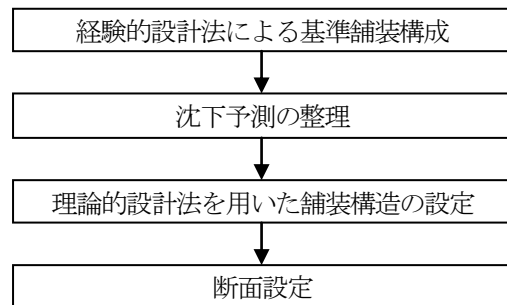 経験的設計法による基準舗装構成
沈下予測の整理
理論的設計法を用いた舗装構造の設定
断面設定